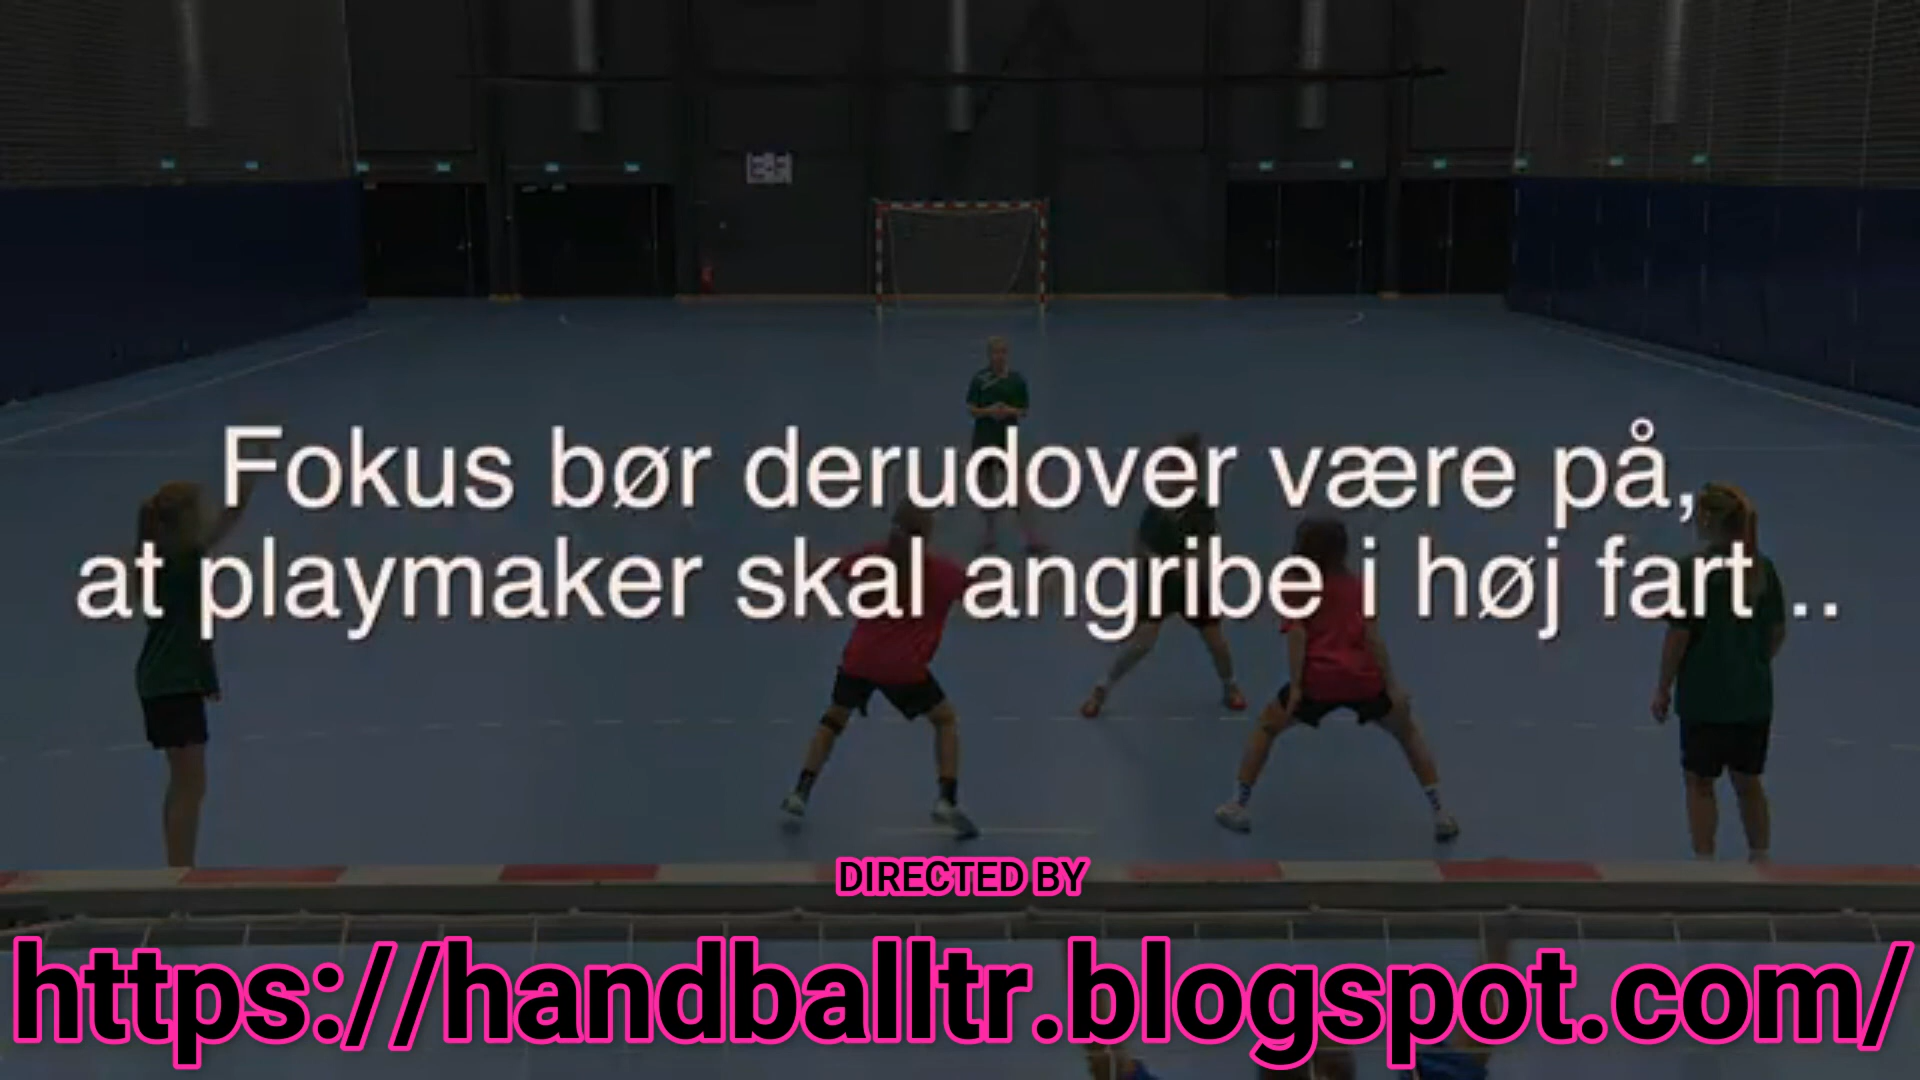 Fokus bør derudover være på,
at playmaker skal angribe i høj fart ..
DIRECTED BY
https://handballtr.blogspot.com/